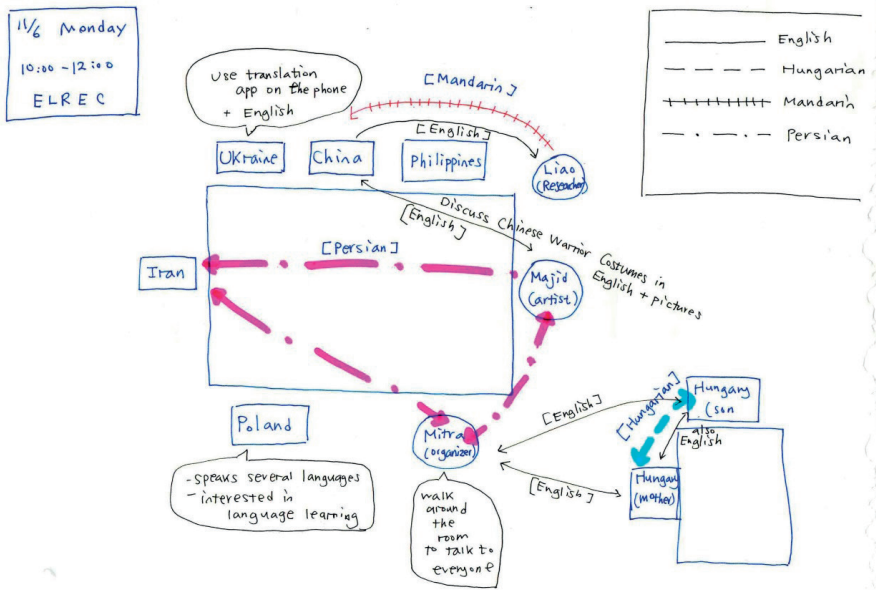 11/6 Monday
10:00-12:00
ELREC
English
Hungarian
Mandarin
Persian
Use translation
app on the phone
+ English
[Mandarin]
[English]
Ukraine
China
Philippines
Liao
(Researcher)
[English]
Discuss Chinese Warrior Costumes in
English + pictures
[Persian]
Iran
Majid
(artist)
Poland
- speaks several languages
- interested in
language learning
Mitra
(organizer)
walk
around
the
room
to talk to
everyone
[English]
[English]
[Hungarian]
also
English
Hungary
(son
Hungary
(mother)